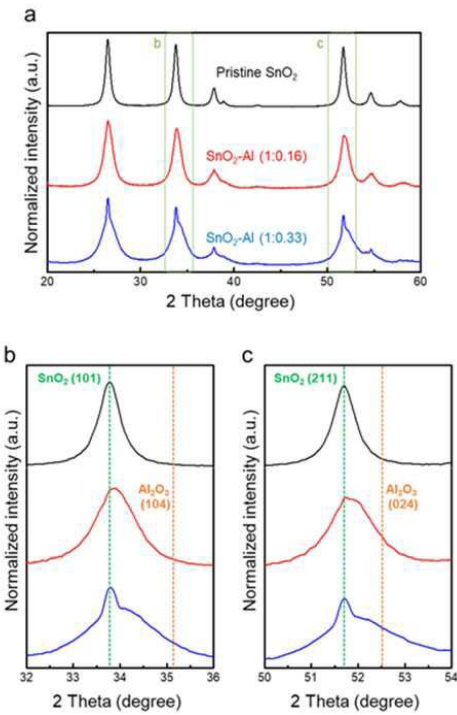 a
b
c
Pristine SnO₂
SnO₂-Al (1:0.16)
SnO₂-Al (1:0.33)
Normalized intensity (a.u.)
20 30 40 50 60
2 Theta (degree)
b
SnO₂ (101)
Al₂O₃
(104)
Normalized intensity (a.u.)
32 33 34 35 36
2 Theta (degree)
c
SnO₂ (211)
Al₂O₃
(024)
Normalized intensity (a.u.)
50 51 52 53 54
2 Theta (degree)